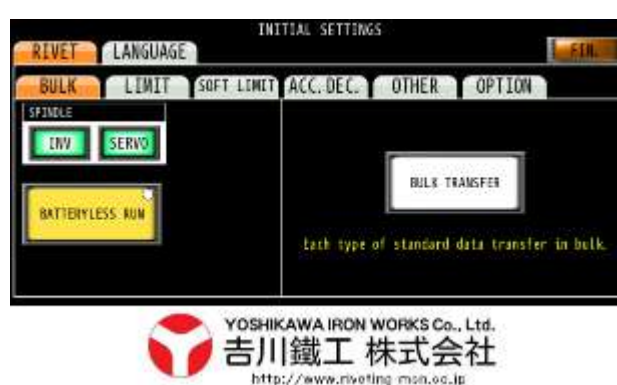 INITIAL SETTINGS
RIVET LANGUAGE FIN.
BULK LIMIT SOFT LIMIT ACC.DEC. OTHER OPTION
SPINDLE
INV SERVO
BULK TRANSFER
BATTERYLESS RUN
Each type of standard data transfer in bulk.
YOSHIKAWA IRON WORKS Co., Ltd.
吉川鐵工 株式会社